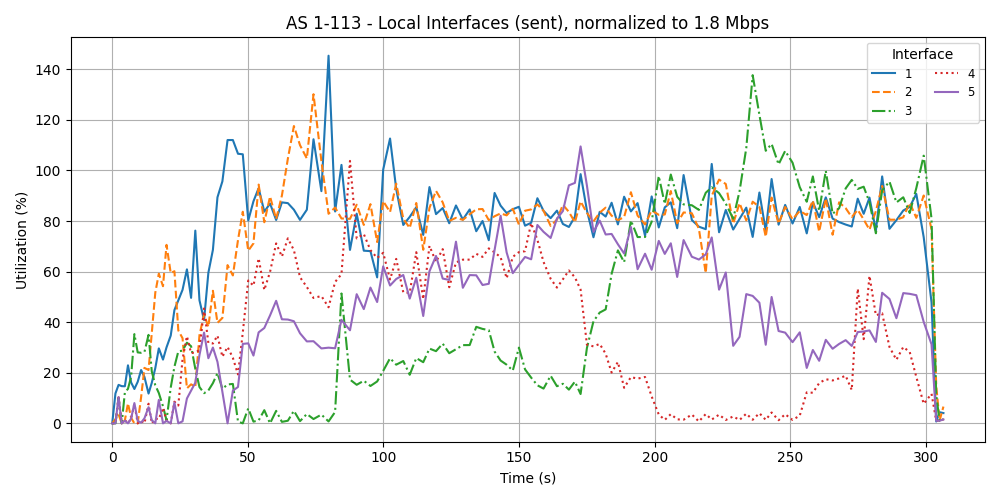 AS 1-113 - Local Interfaces (sent), normalized to 1.8 Mbps
Interface
1
2
3
4
5
Utilization (%)
140
120
100
80
60
40
20
0
0 50 100 150 200 250 300
Time (s)